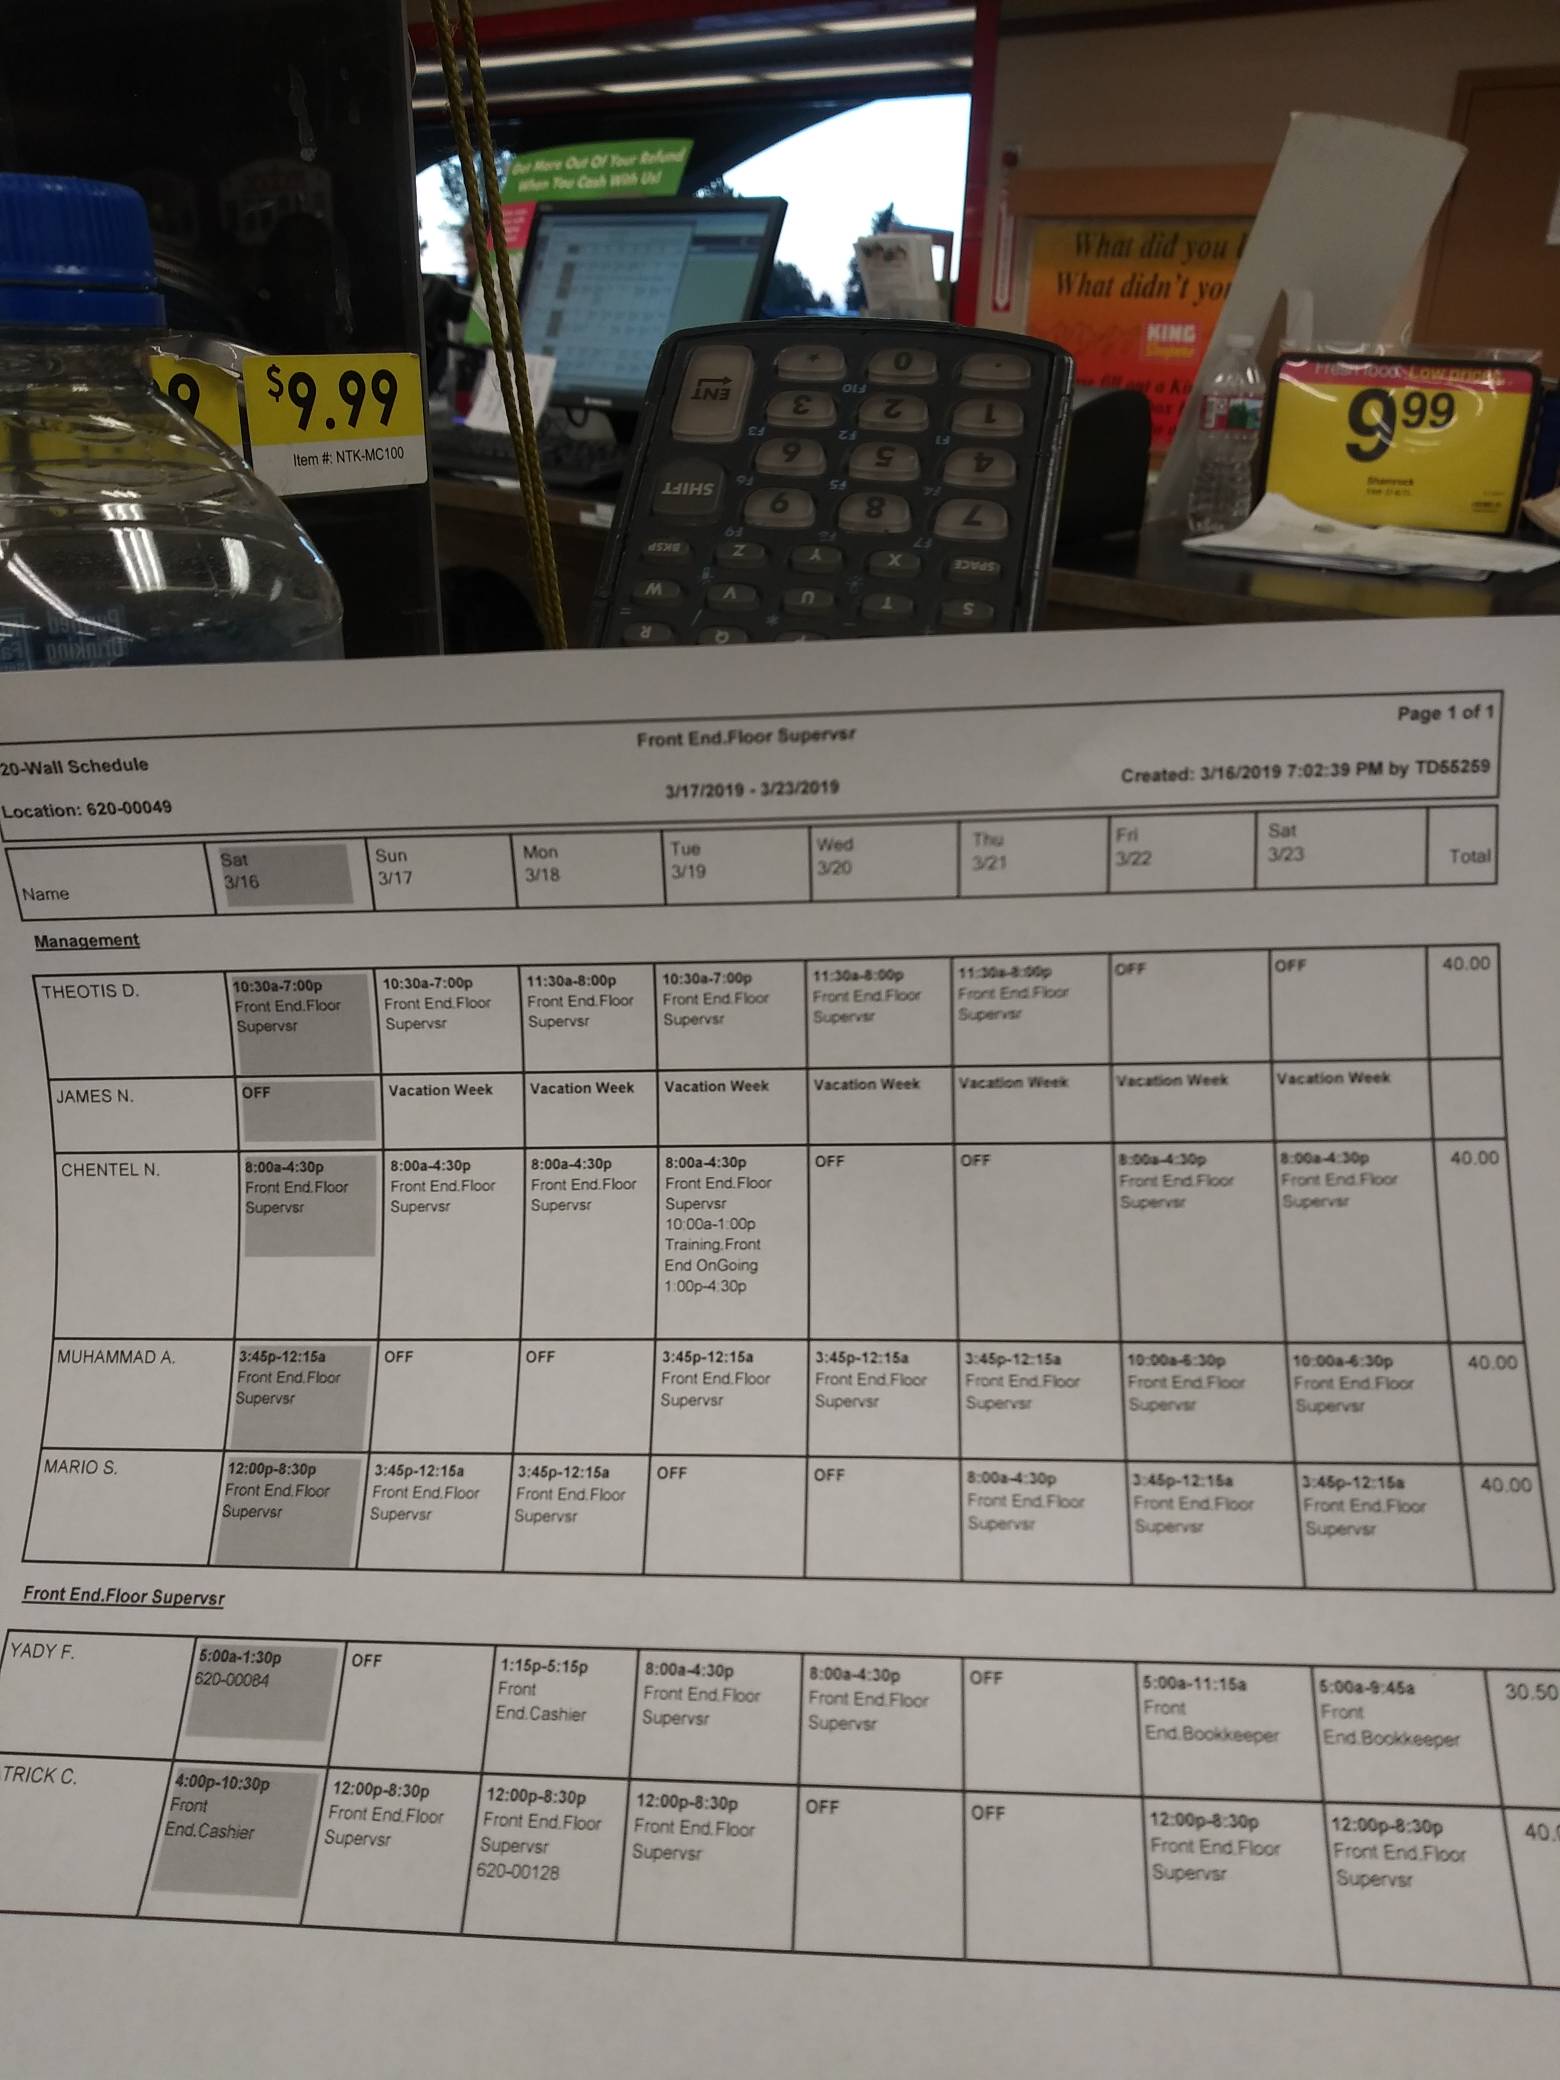 Get More Out Of Your Refund
When You Cash With Us!
$9.99
Item #: NTK-MC100
9
What did you
What didn't you
KING
Soopers
Low prices
9 99
Shamrock
ENT
SHIFT
BKSP
SPACE
* 0 .
3 2 1
6 5 4
9 8 7
Z Y X
W V U T S
R Q P
F10
F3 F2 F1
F6 F5 F4
F9 F8 F7
Drinking
Page 1 of 1
Front End.Floor Supervsr
20-Wall Schedule
3/17/2019 - 3/23/2019
Created: 3/16/2019 7:02:39 PM by TD55259
Location: 620-00049
Name
Sat
3/16
Sun
3/17
Mon
3/18
Tue
3/19
Wed
3/20
Thu
3/21
Fri
3/22
Sat
3/23
Total
Management
THEOTIS D.
10:30a-7:00p
Front End.Floor
Supervsr
10:30a-7:00p
Front End.Floor
Supervsr
11:30a-8:00p
Front End.Floor
Supervsr
10:30a-7:00p
Front End.Floor
Supervsr
11:30a-8:00p
Front End.Floor
Supervsr
11:30a-8:00p
Front End.Floor
Supervsr
OFF
OFF
40.00
JAMES N.
OFF
Vacation Week
Vacation Week
Vacation Week
Vacation Week
Vacation Week
Vacation Week
Vacation Week
CHENTEL N.
8:00a-4:30p
Front End.Floor
Supervsr
8:00a-4:30p
Front End.Floor
Supervsr
8:00a-4:30p
Front End.Floor
Supervsr
8:00a-4:30p
Front End.Floor
Supervsr
10:00a-1:00p
Training.Front
End OnGoing
1:00p-4:30p
OFF
OFF
8:00a-4:30p
Front End.Floor
Supervsr
8:00a-4:30p
Front End.Floor
Supervsr
40.00
MUHAMMAD A.
3:45p-12:15a
Front End.Floor
Supervsr
OFF
OFF
3:45p-12:15a
Front End.Floor
Supervsr
3:45p-12:15a
Front End.Floor
Supervsr
3:45p-12:15a
Front End.Floor
Supervsr
10:00a-6:30p
Front End.Floor
Supervsr
10:00a-6:30p
Front End.Floor
Supervsr
40.00
MARIO S.
12:00p-8:30p
Front End.Floor
Supervsr
3:45p-12:15a
Front End.Floor
Supervsr
3:45p-12:15a
Front End.Floor
Supervsr
OFF
OFF
8:00a-4:30p
Front End.Floor
Supervsr
3:45p-12:15a
Front End.Floor
Supervsr
3:45p-12:15a
Front End.Floor
Supervsr
40.00
Front End.Floor Supervsr
YADY F.
5:00a-1:30p
620-00084
OFF
1:15p-5:15p
Front
End.Cashier
8:00a-4:30p
Front End.Floor
Supervsr
8:00a-4:30p
Front End.Floor
Supervsr
OFF
5:00a-11:15a
Front
End.Bookkeeper
5:00a-9:45a
Front
End.Bookkeeper
30.50
TRICK C.
4:00p-10:30p
Front
End.Cashier
12:00p-8:30p
Front End.Floor
Supervsr
12:00p-8:30p
Front End.Floor
Supervsr
620-00128
12:00p-8:30p
Front End.Floor
Supervsr
OFF
OFF
12:00p-8:30p
Front End.Floor
Supervsr
12:00p-8:30p
Front End.Floor
Supervsr
40.